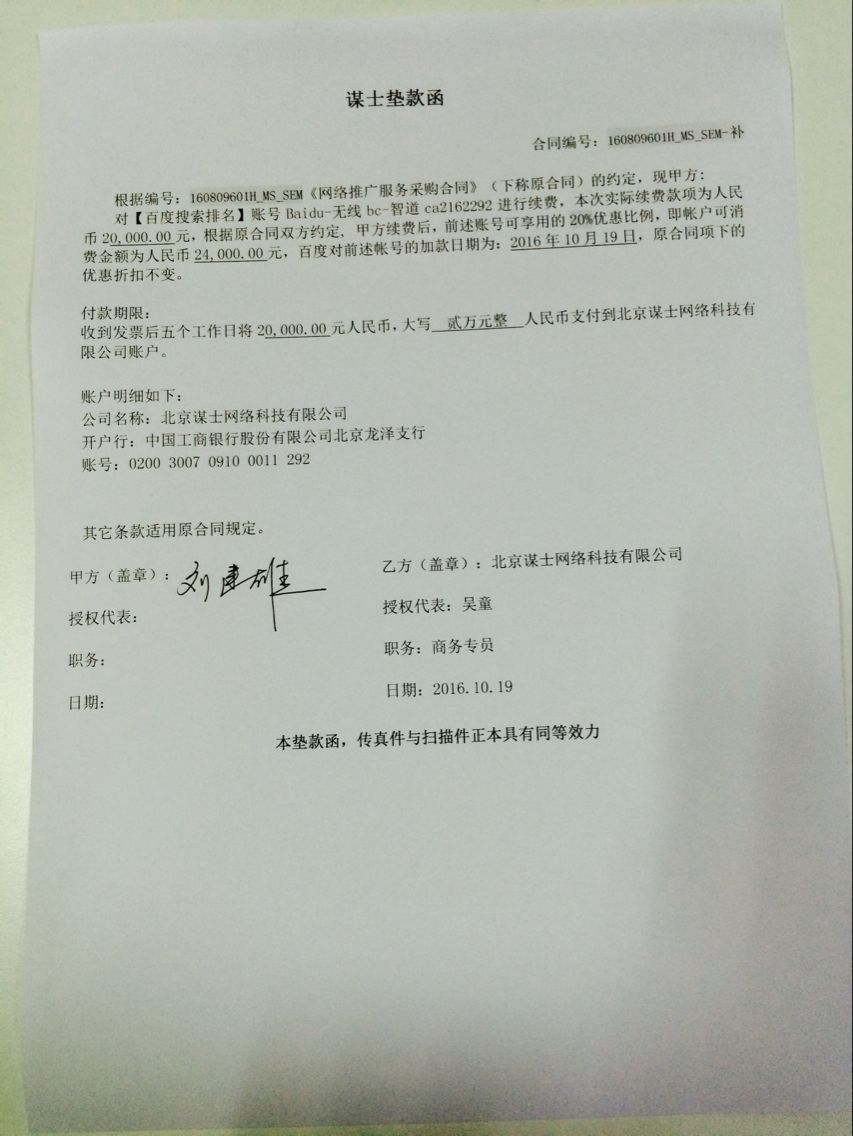 谋士垫款函
合同编号：160809601H_MS_SEM-补
根据编号：160809601H_MS_SEM《网络推广服务采购合同》（下称原合同）的约定，现甲方：
对【百度搜索排名】账号 Baidu-无线 bc-智道 ca2162292 进行续费，本次实际续费款项为人民
币 20,000.00 元，根据原合同双方约定，甲方续费后，前述账号可享用的 20%优惠比例，即帐户可消
费金额为人民币 24,000.00 元，百度对前述帐号的加款日期为：2016 年 10 月 19 日，原合同项下的
优惠折扣不变。
付款期限：
收到发票后五个工作日将 20,000.00 元人民币，大写 贰万元整 人民币支付到北京谋士网络科技有
限公司账户。
账户明细如下：
公司名称：北京谋士网络科技有限公司
开户行：中国工商银行股份有限公司北京龙泽支行
账号：0200 3007 0910 0011 292
其它条款适用原合同规定。
甲方（盖章）：刘建雄
乙方（盖章）：北京谋士网络科技有限公司
授权代表：
授权代表：吴童
职务：
职务：商务专员
日期：
日期：2016.10.19
本垫款函，传真件与扫描件正本具有同等效力